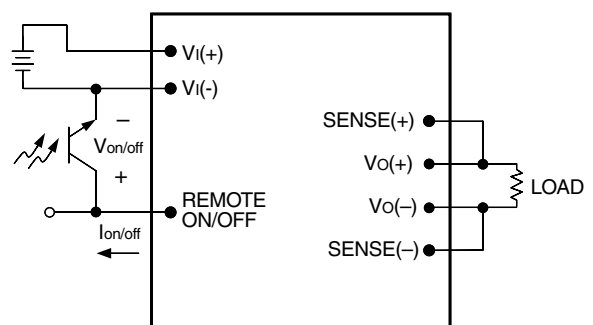 VI(+)
VI(-)
−
Von/off
+
REMOTE
ON/OFF
Ion/off
SENSE(+)
VO(+)
LOAD
VO(−)
SENSE(−)